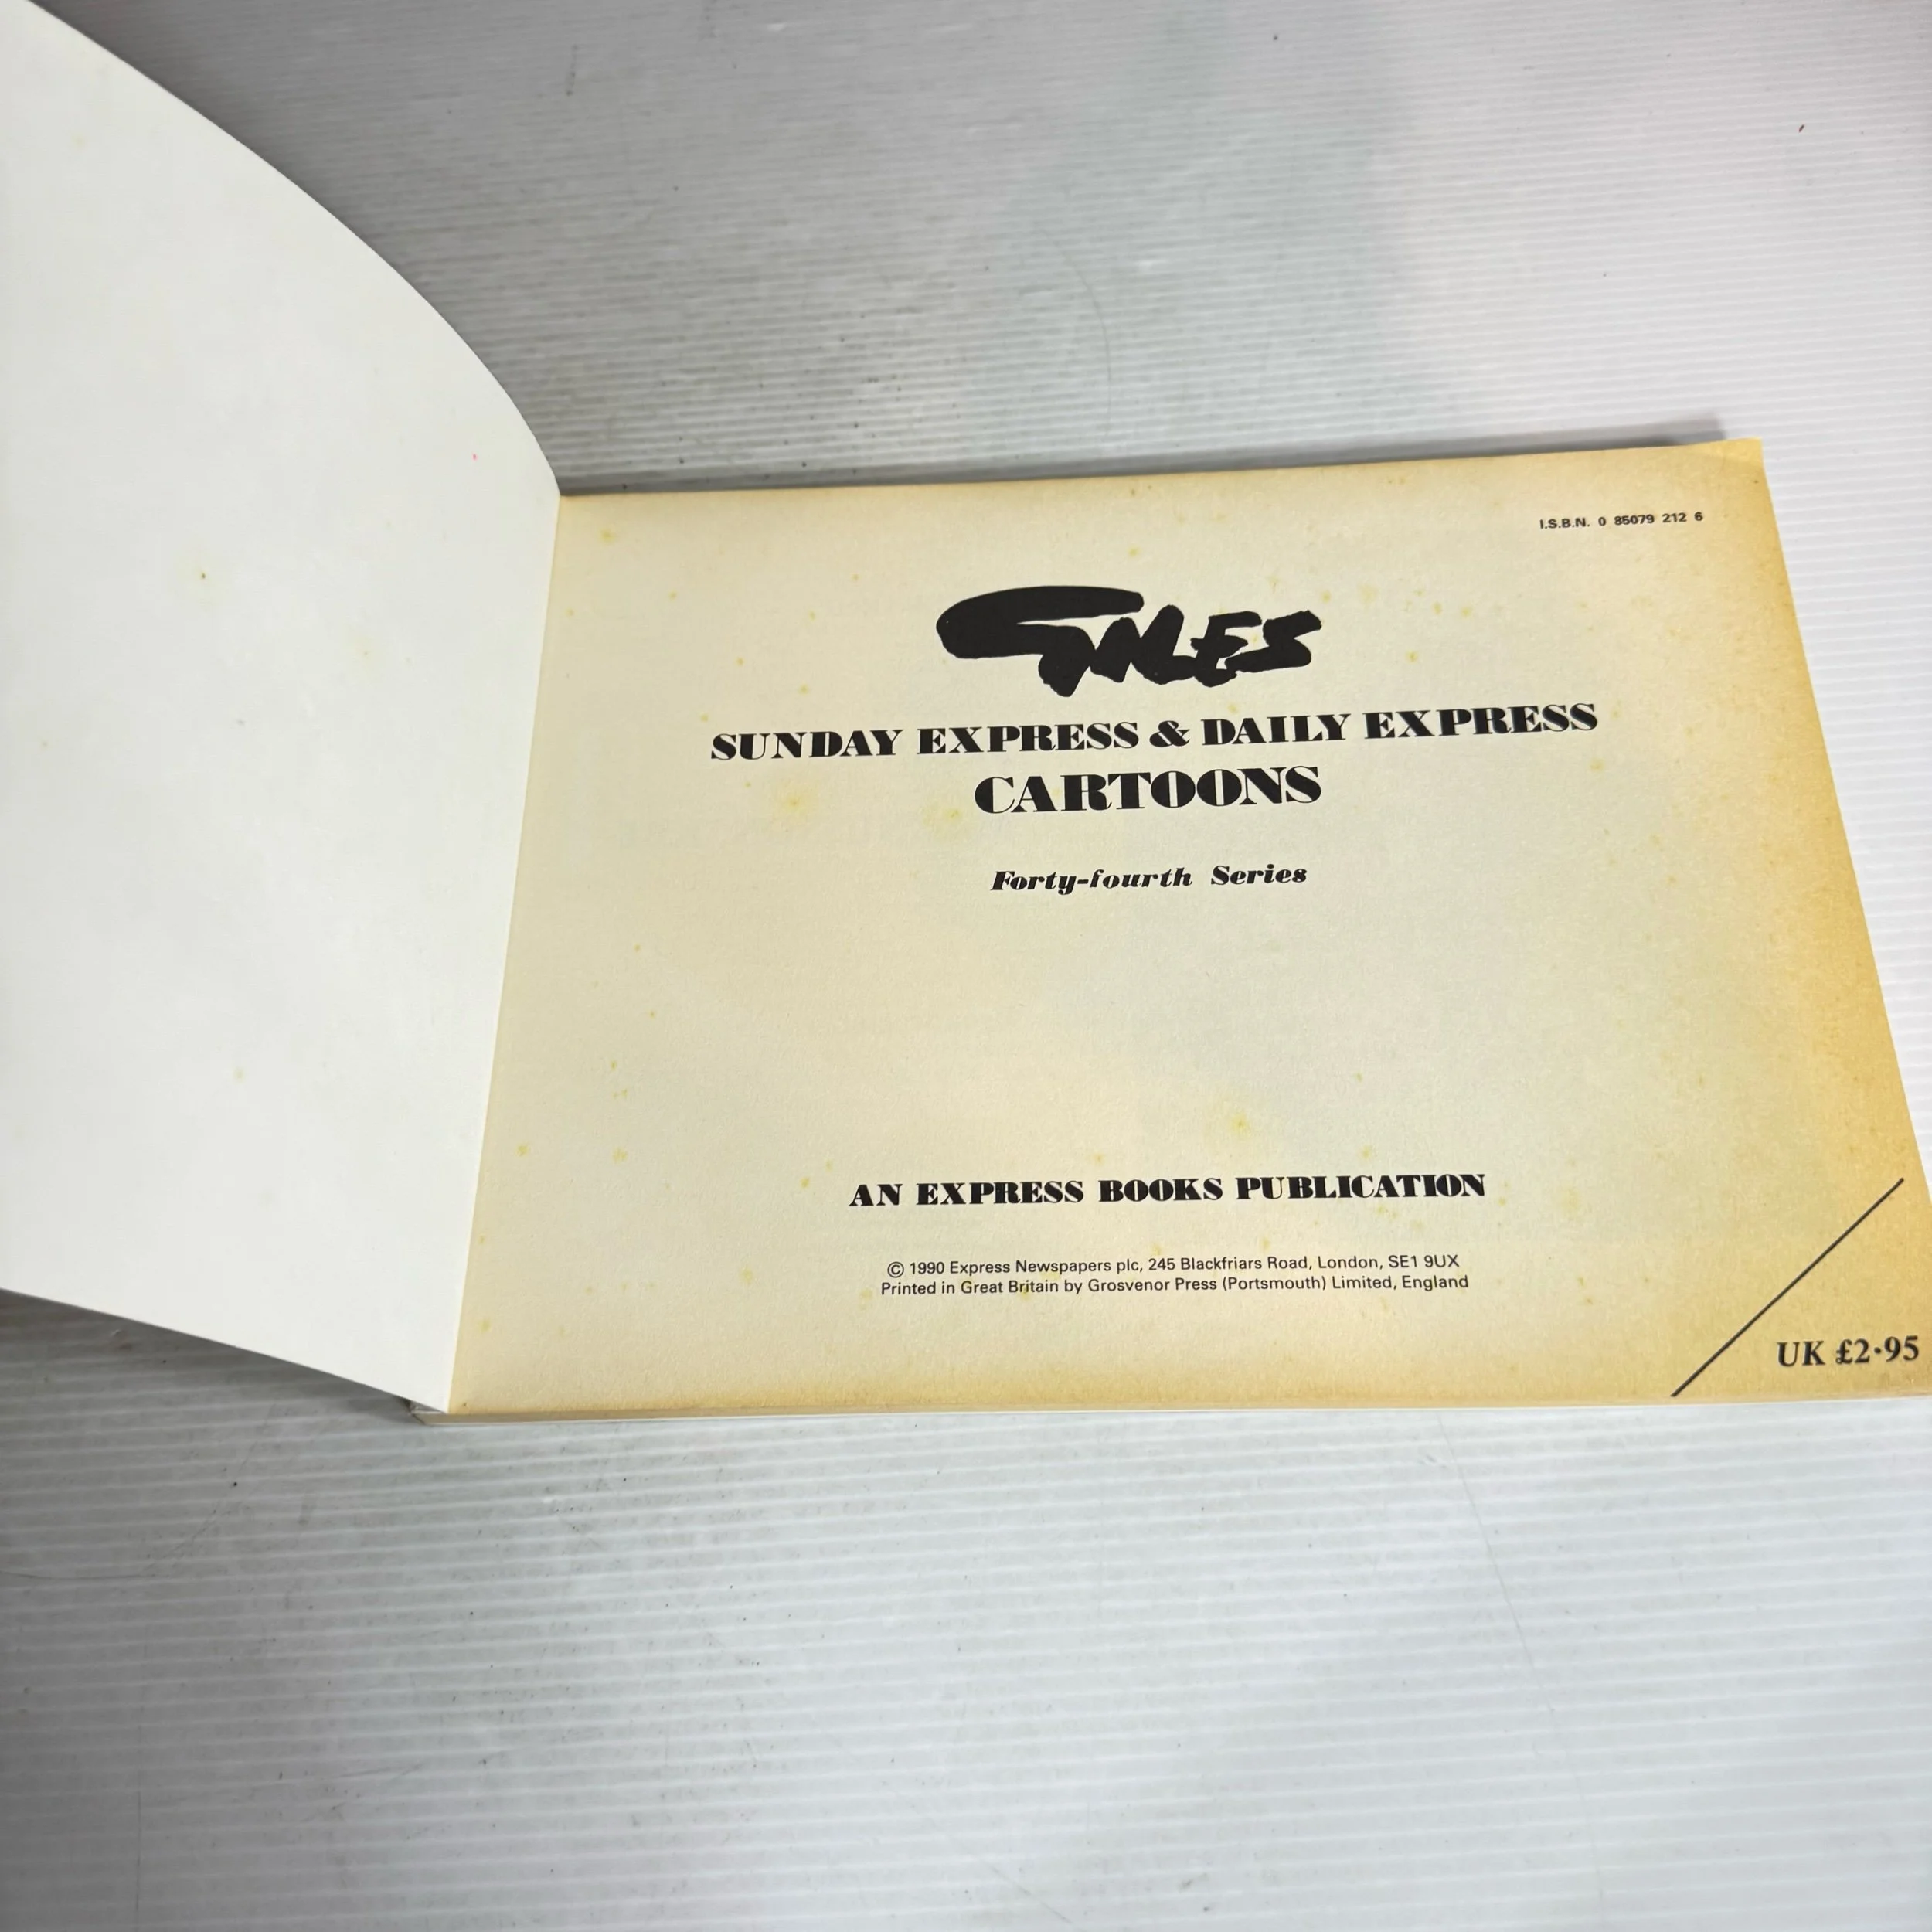 I.S.B.N. 0 85079 212 6
GILES
SUNDAY EXPRESS & DAILY EXPRESS
CARTOONS
Forty-fourth Series
AN EXPRESS BOOKS PUBLICATION
© 1990 Express Newspapers plc, 245 Blackfriars Road, London, SE1 9UX
Printed in Great Britain by Grosvenor Press (Portsmouth) Limited, England
UK £2·95